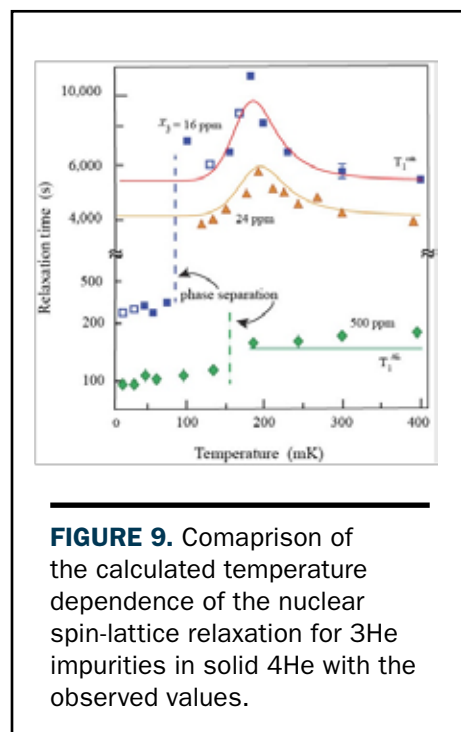 10,000
x3 = 16 ppm
6,000
T1
4,000
24 ppm
Relaxation time (s)
500
phase separation
200
500 ppm
T1
100
0 100 200 300 400
Temperature (mK)
FIGURE 9. Comaprison of
the calculated temperature
dependence of the nuclear
spin-lattice relaxation for 3He
impurities in solid 4He with the
observed values.